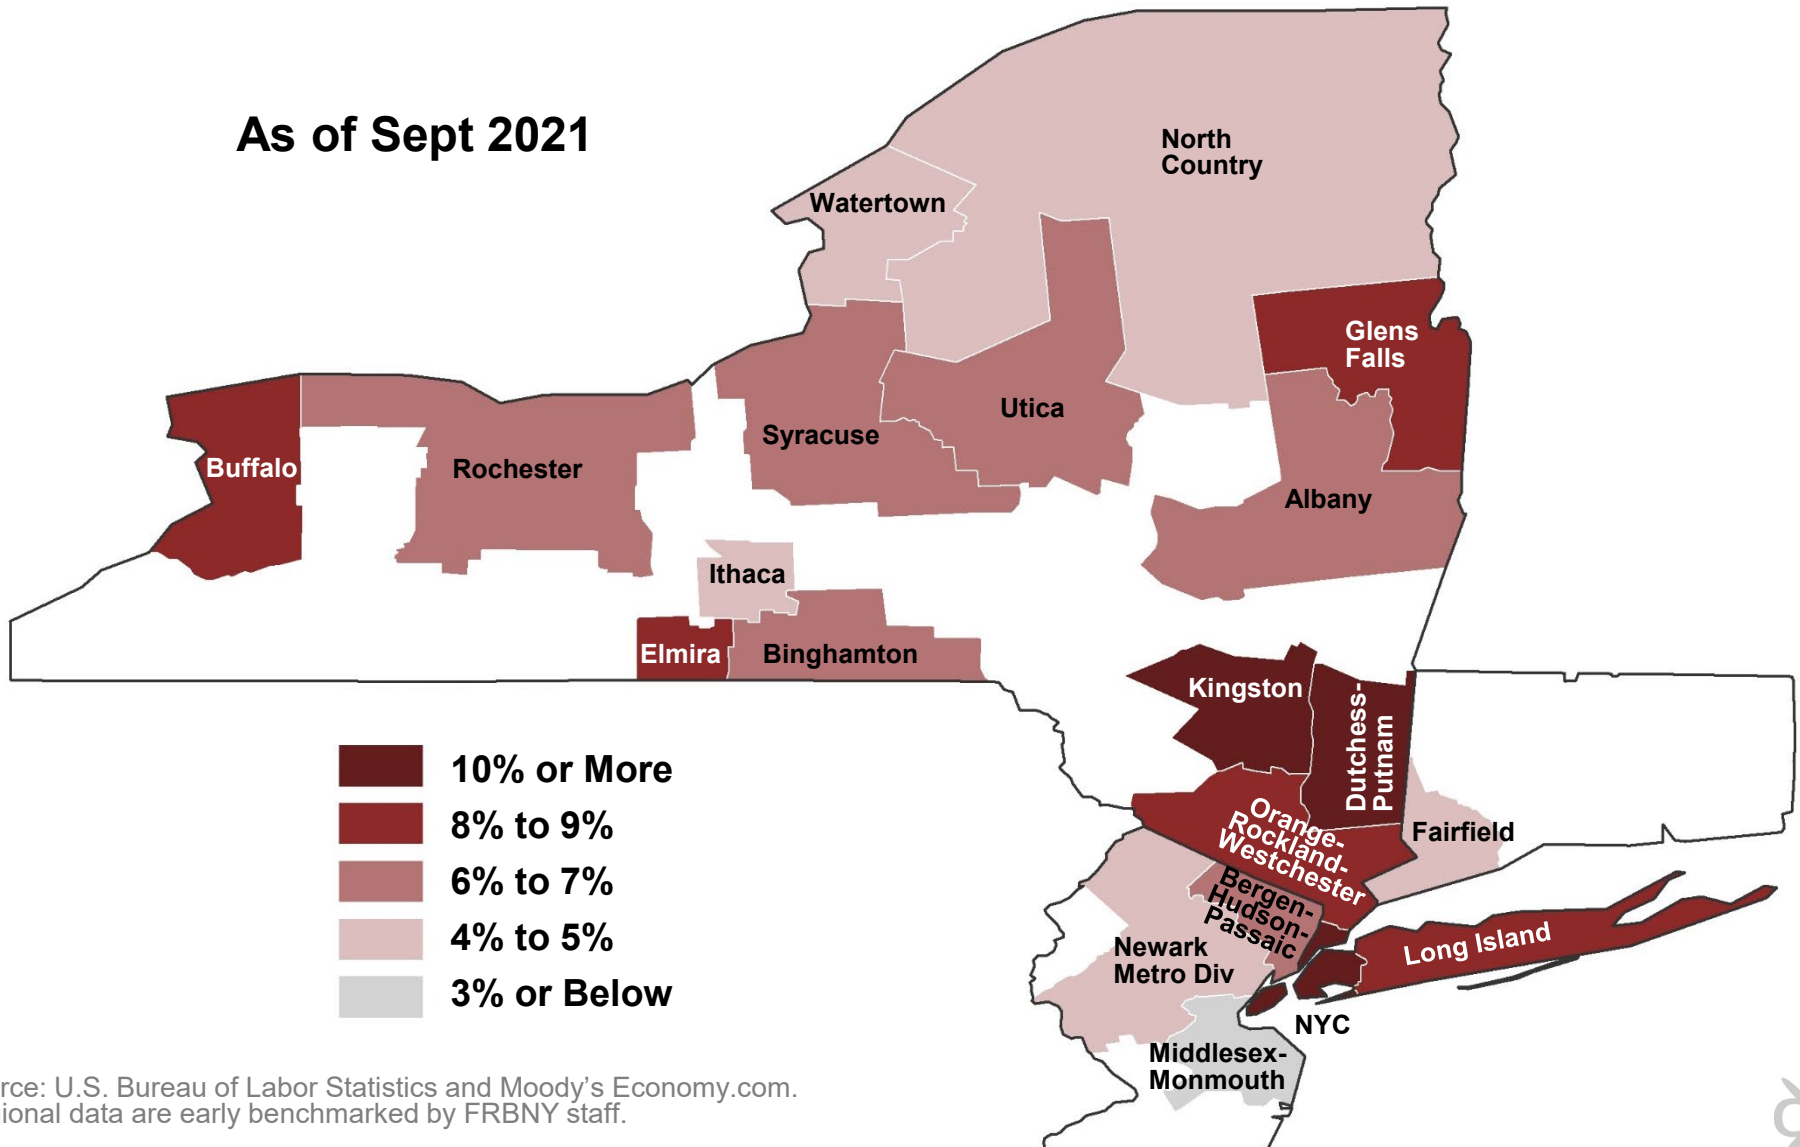 As of Sept 2021
North
Country
Watertown
Glens
Falls
Utica
Syracuse
Buffalo
Rochester
Albany
Ithaca
Elmira
Binghamton
Kingston
Dutchess-
Putnam
Orange-
Rockland-
Westchester
Fairfield
Bergen-
Hudson-
Passaic
Newark
Metro Div
Long Island
NYC
Middlesex-
Monmouth
10% or More
8% to 9%
6% to 7%
4% to 5%
3% or Below
rce: U.S. Bureau of Labor Statistics and Moody’s Economy.com.
ional data are early benchmarked by FRBNY staff.